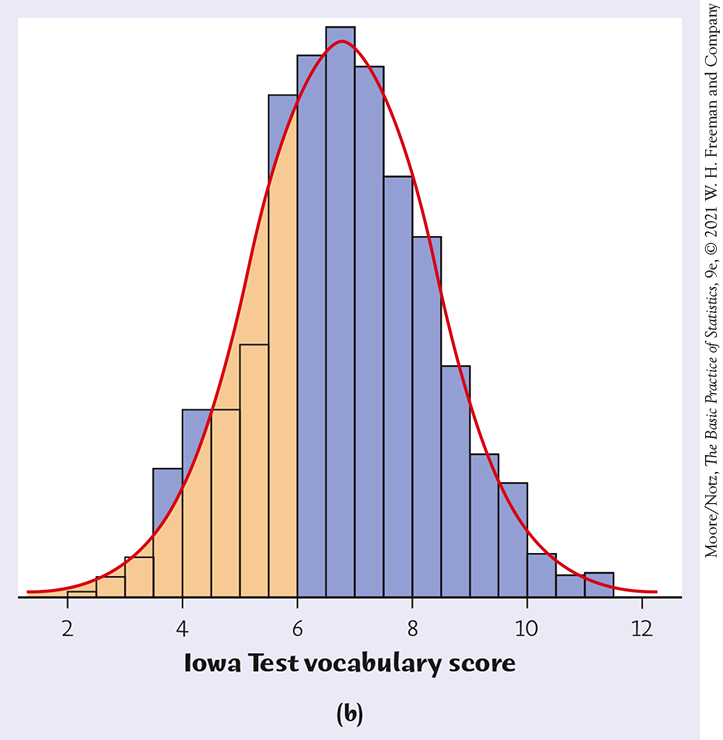 2 4 6 8 10 12
Iowa Test vocabulary score
(b)
Moore/Notz, The Basic Practice of Statistics, 9e, © 2021 W. H. Freeman and Company